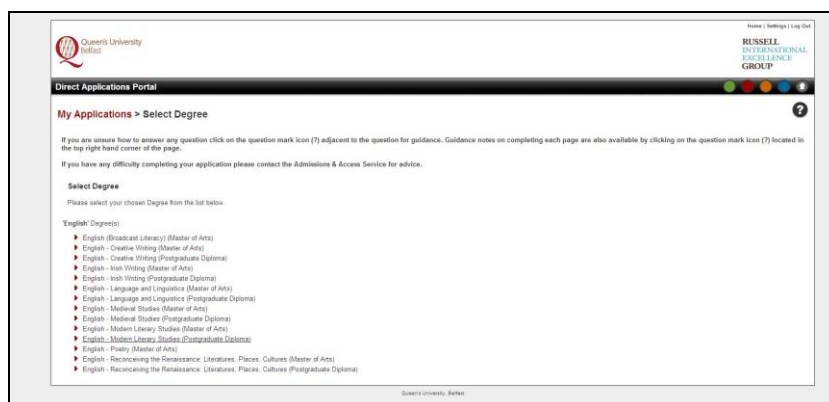 Home | Settings | Log Out
Queen's University
Belfast
RUSSELL
INTERNATIONAL
EXCELLENCE
GROUP
Direct Applications Portal
My Applications > Select Degree
?
If you are unsure how to answer any question click on the question mark icon (?) adjacent to the question for guidance. Guidance notes on completing each page are also available by clicking on the question mark icon (?) located in
the top right hand corner of the page.
If you have any difficulty completing your application please contact the Admissions & Access Service for advice.
Select Degree
Please select your chosen Degree from the list below.
'English' Degree(s)
English (Broadcast Literacy) (Master of Arts)
English - Creative Writing (Master of Arts)
English - Creative Writing (Postgraduate Diploma)
English - Irish Writing (Master of Arts)
English - Irish Writing (Postgraduate Diploma)
English - Language and Linguistics (Master of Arts)
English - Language and Linguistics (Postgraduate Diploma)
English - Medieval Studies (Master of Arts)
English - Medieval Studies (Postgraduate Diploma)
English - Modern Literary Studies (Master of Arts)
English - Modern Literary Studies (Postgraduate Diploma)
English - Poetry (Master of Arts)
English - Reconceiving the Renaissance: Literatures, Places, Cultures (Master of Arts)
English - Reconceiving the Renaissance: Literatures, Places, Cultures (Postgraduate Diploma)
Queen's University, Belfast